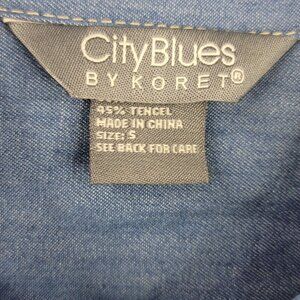 CityBlues
BY KORET®
45% TENCEL
MADE IN CHINA
SIZE: S
SEE BACK FOR CARE